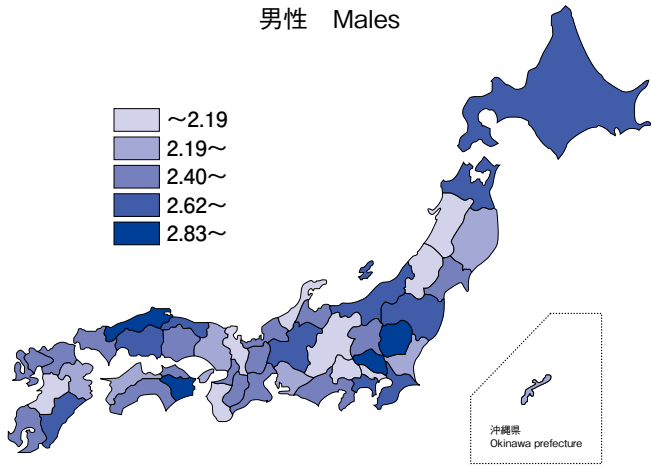 男性 Males
～2.19
2.19～
2.40～
2.62～
2.83～
沖縄県
Okinawa prefecture